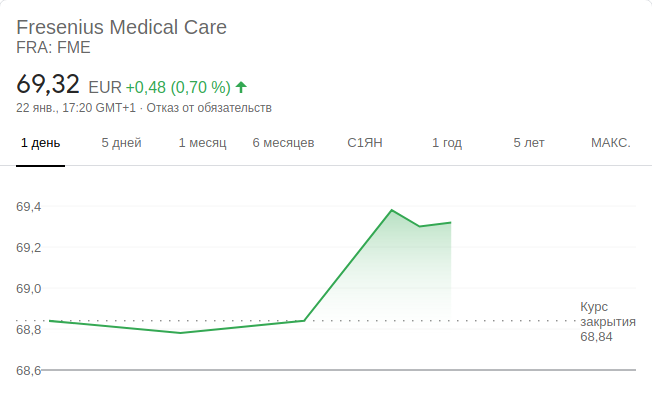 Fresenius Medical Care
FRA: FME
69,32 EUR +0,48 (0,70 %) ↑
22 янв., 17:20 GMT+1 · Отказ от обязательств
1 день 5 дней 1 месяц 6 месяцев С1ЯН 1 год 5 лет МАКС.
69,4
69,2
69,0
68,8
68,6
Курс
закрытия
68,84